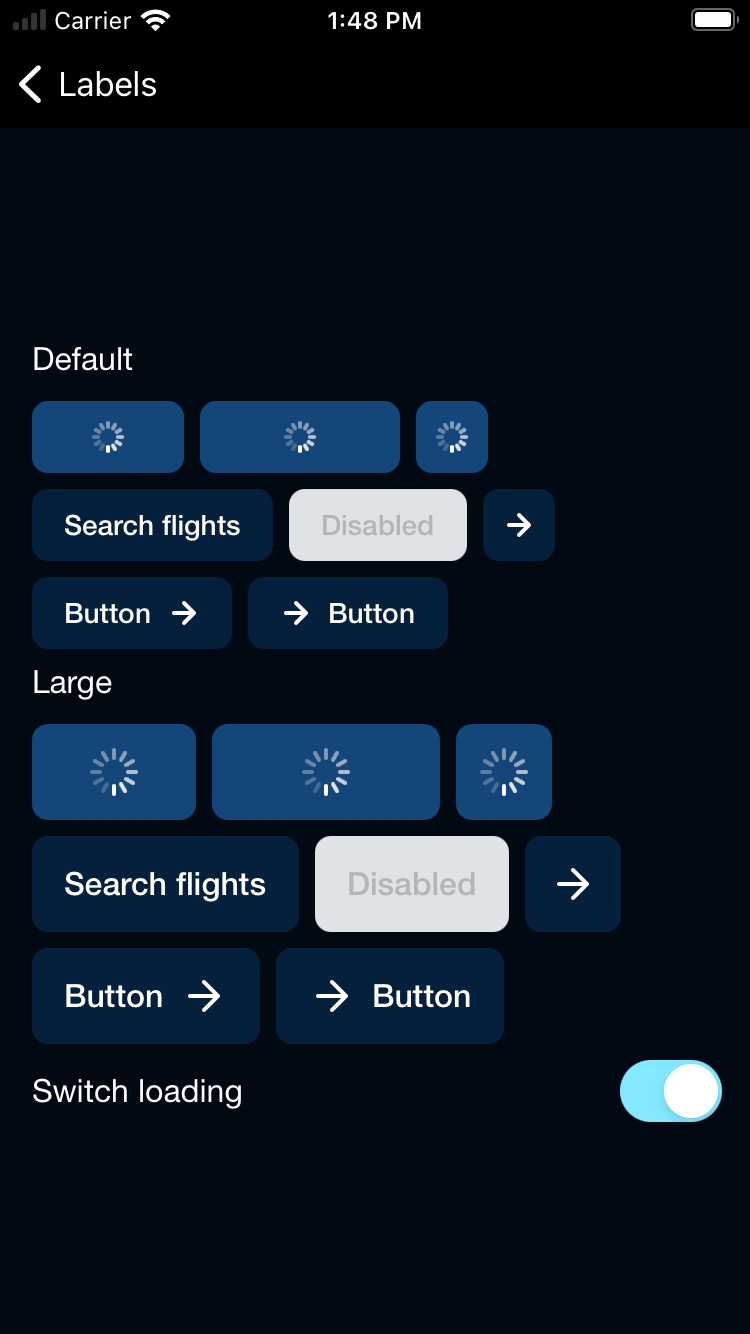 Carrier 1:48 PM
Labels
Default
Search flights Disabled
Button Button
Large
Search flights Disabled
Button Button
Switch loading